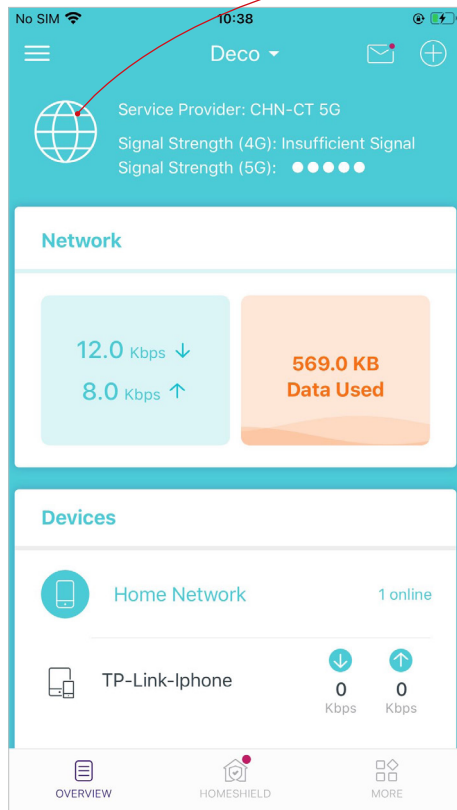 No SIM 10:38
Deco
Service Provider: CHN-CT 5G
Signal Strength (4G): Insufficient Signal
Signal Strength (5G):
Network
12.0 Kbps ↓
8.0 Kbps ↑
569.0 KB
Data Used
Devices
Home Network 1 online
TP-Link-Iphone
0 0
Kbps Kbps
OVERVIEW HOMESHIELD MORE